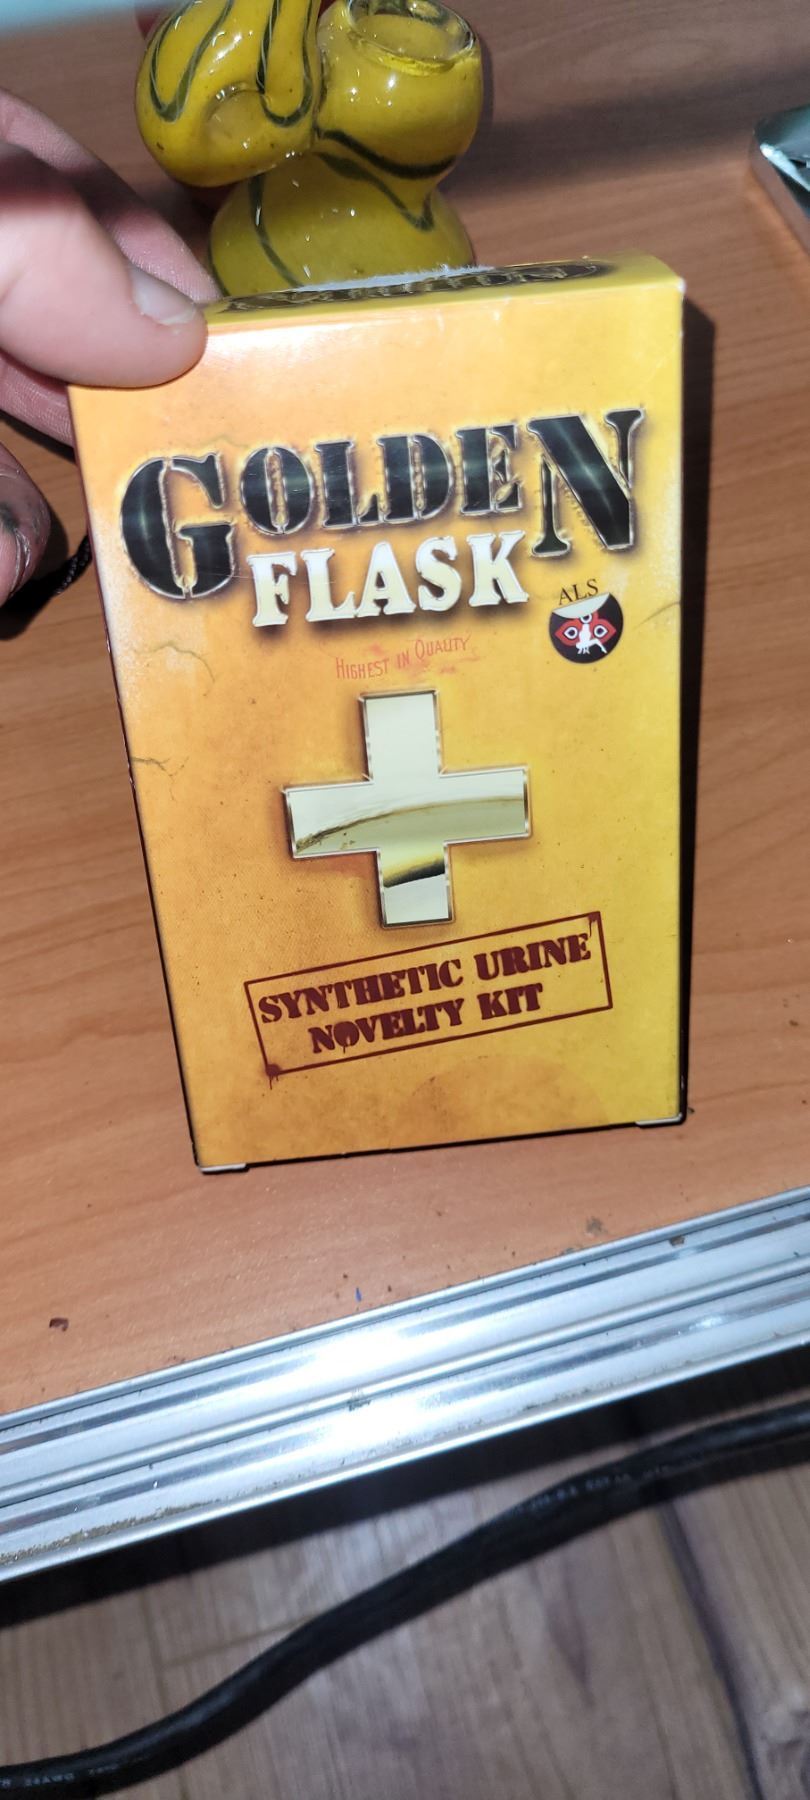 GOLDEN
FLASK
ALS
HIGHEST IN QUALITY
SYNTHETIC URINE
NOVELTY KIT